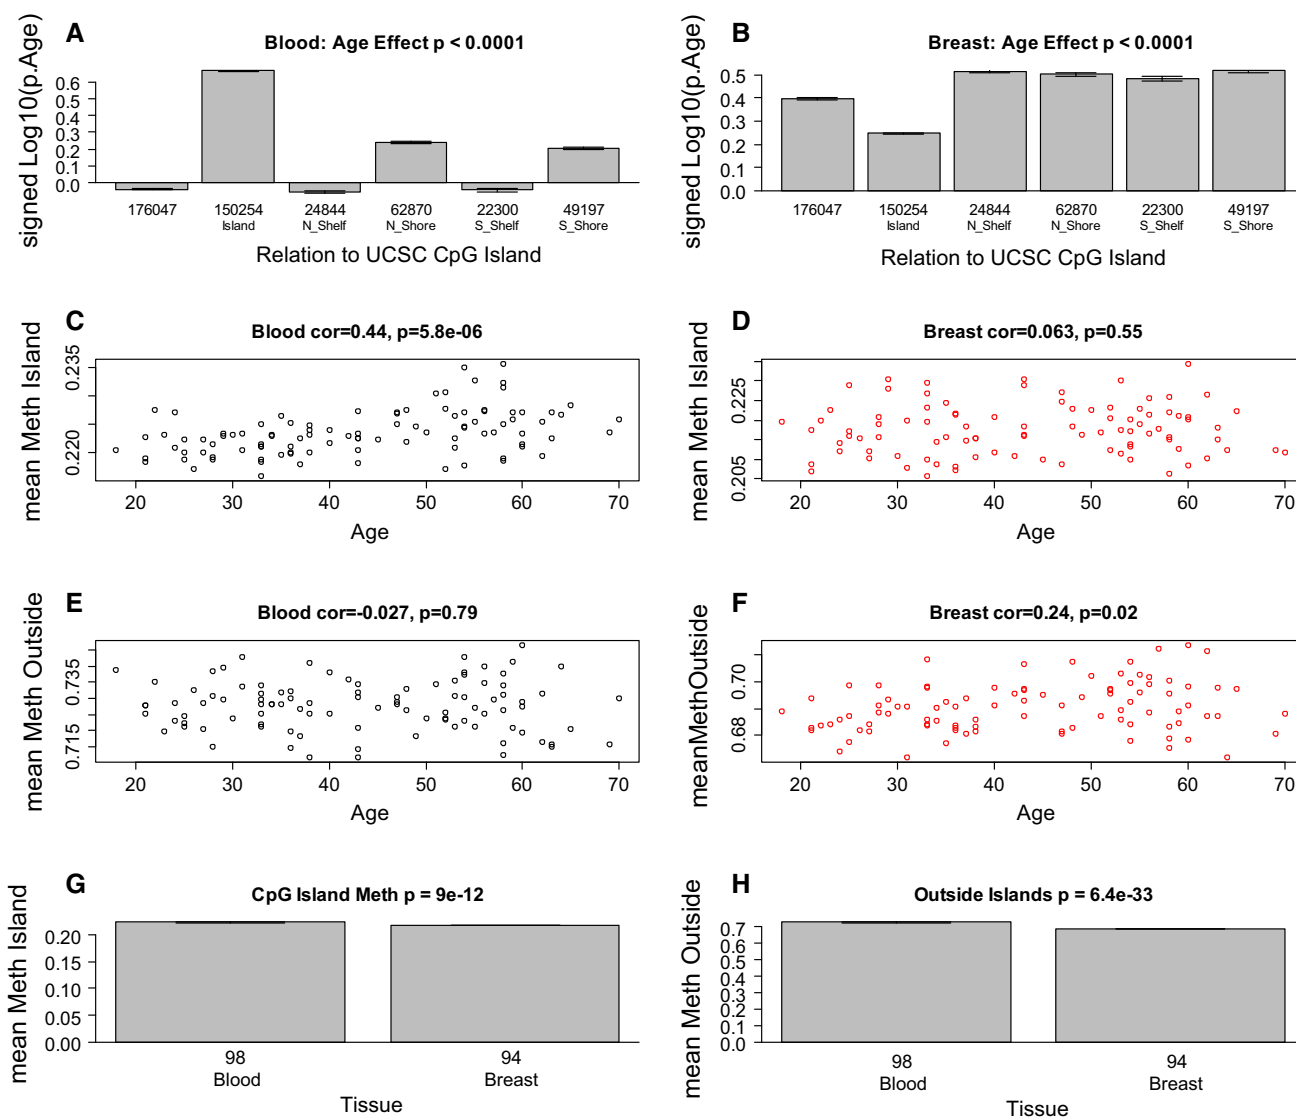 A
Blood: Age Effect p < 0.0001
signed Log10(p.Age)
0.6
0.5
0.4
0.3
0.2
0.1
0.0
176047 150254 24844 62870 22300 49197
Island N_Shelf N_Shore S_Shelf S_Shore
Relation to UCSC CpG Island
B
Breast: Age Effect p < 0.0001
signed Log10(p.Age)
0.5
0.4
0.3
0.2
0.1
0.0
176047 150254 24844 62870 22300 49197
Island N_Shelf N_Shore S_Shelf S_Shore
Relation to UCSC CpG Island
C
Blood cor=0.44, p=5.8e-06
mean Meth Island
0.235
0.220
20 30 40 50 60 70
Age
D
Breast cor=0.063, p=0.55
mean Meth Island
0.225
0.205
20 30 40 50 60 70
Age
E
Blood cor=-0.027, p=0.79
mean Meth Outside
0.735
0.715
20 30 40 50 60 70
Age
F
Breast cor=0.24, p=0.02
meanMethOutside
0.70
0.68
20 30 40 50 60 70
Age
G
CpG Island Meth p = 9e-12
mean Meth Island
0.20
0.15
0.10
0.05
0.00
98 94
Blood Breast
Tissue
H
Outside Islands p = 6.4e-33
mean Meth Outside
0.7
0.6
0.5
0.4
0.3
0.2
0.1
0.0
98 94
Blood Breast
Tissue